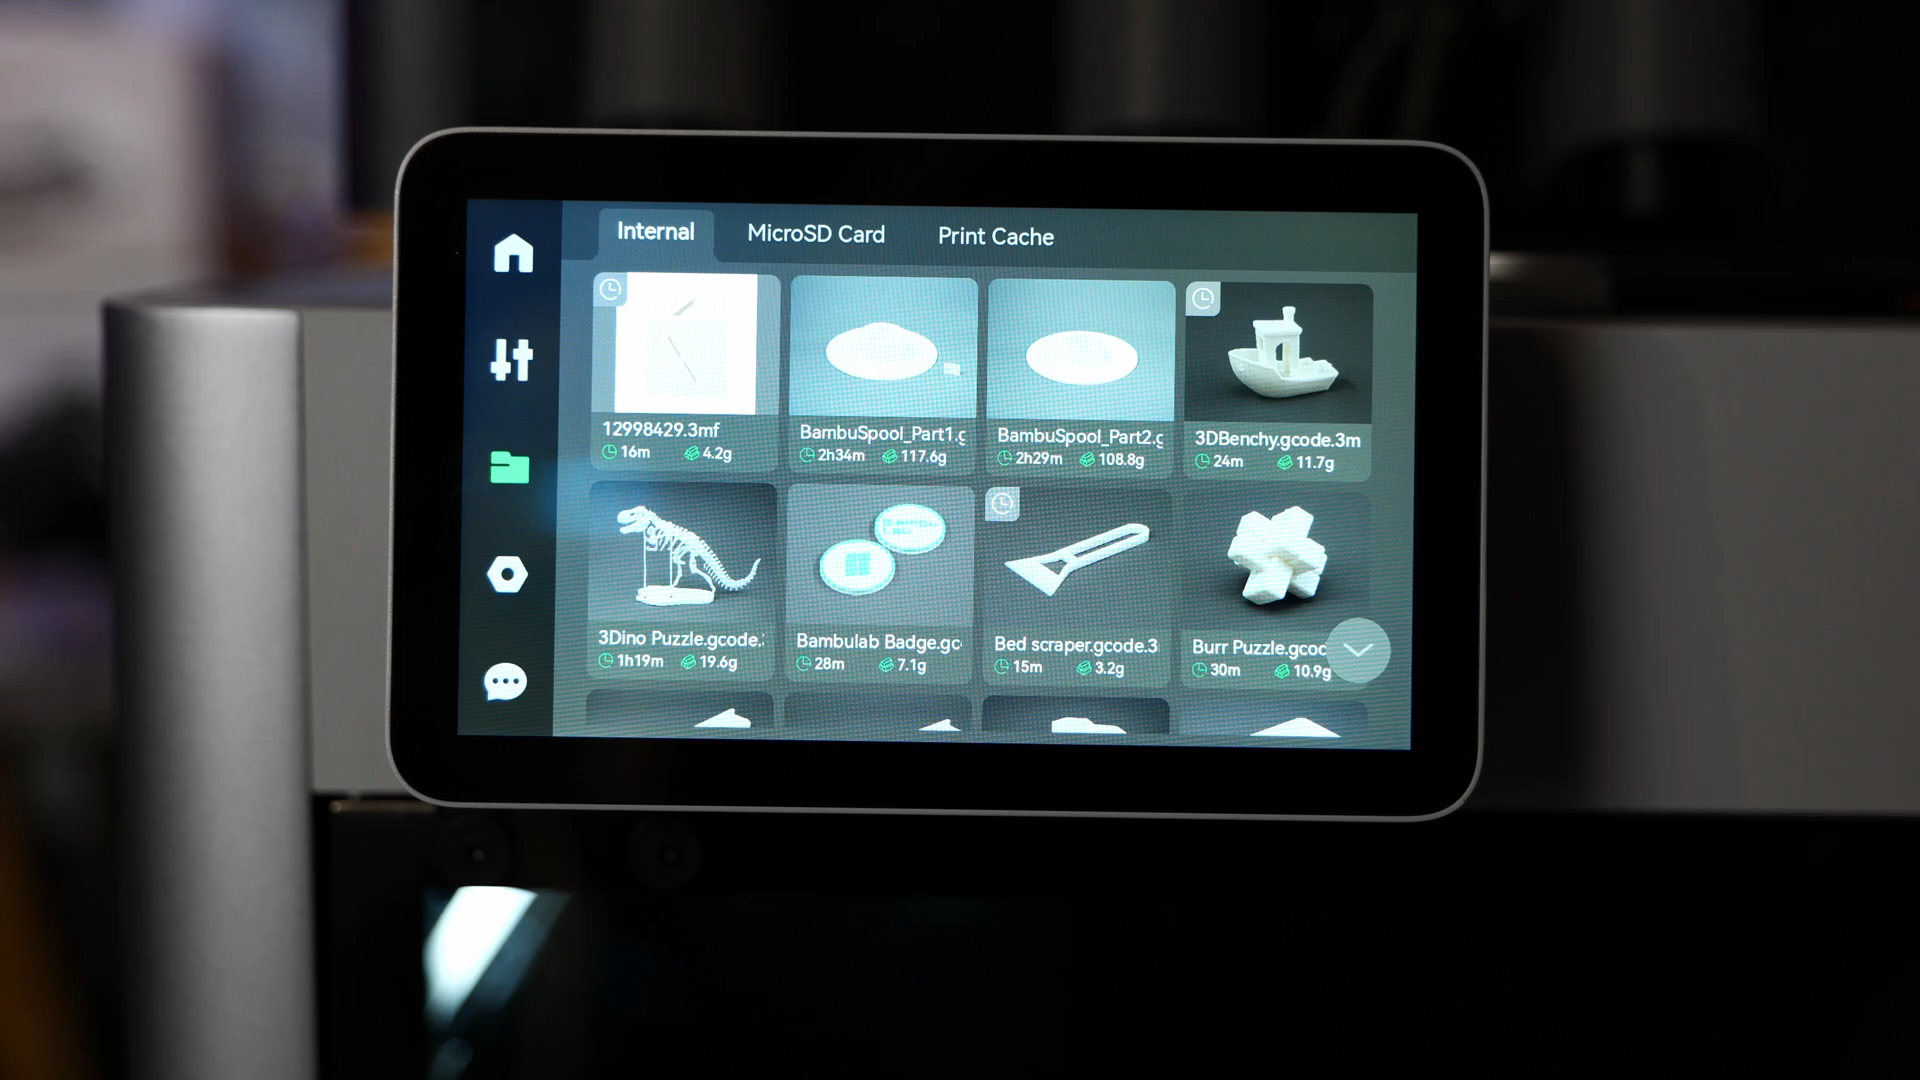 Internal MicroSD Card Print Cache
12998429.3mf
16m 4.2g
BambuSpool_Part1.g
2h34m 117.6g
BambuSpool_Part2.g
2h29m 108.8g
3DBenchy.gcode.3m
24m 11.7g
3Dino Puzzle.gcode.
1h19m 19.6g
Bambulab Badge.gc
28m 7.1g
Bed scraper.gcode.3
15m 3.2g
Burr Puzzle.gcoc
30m 10.9g